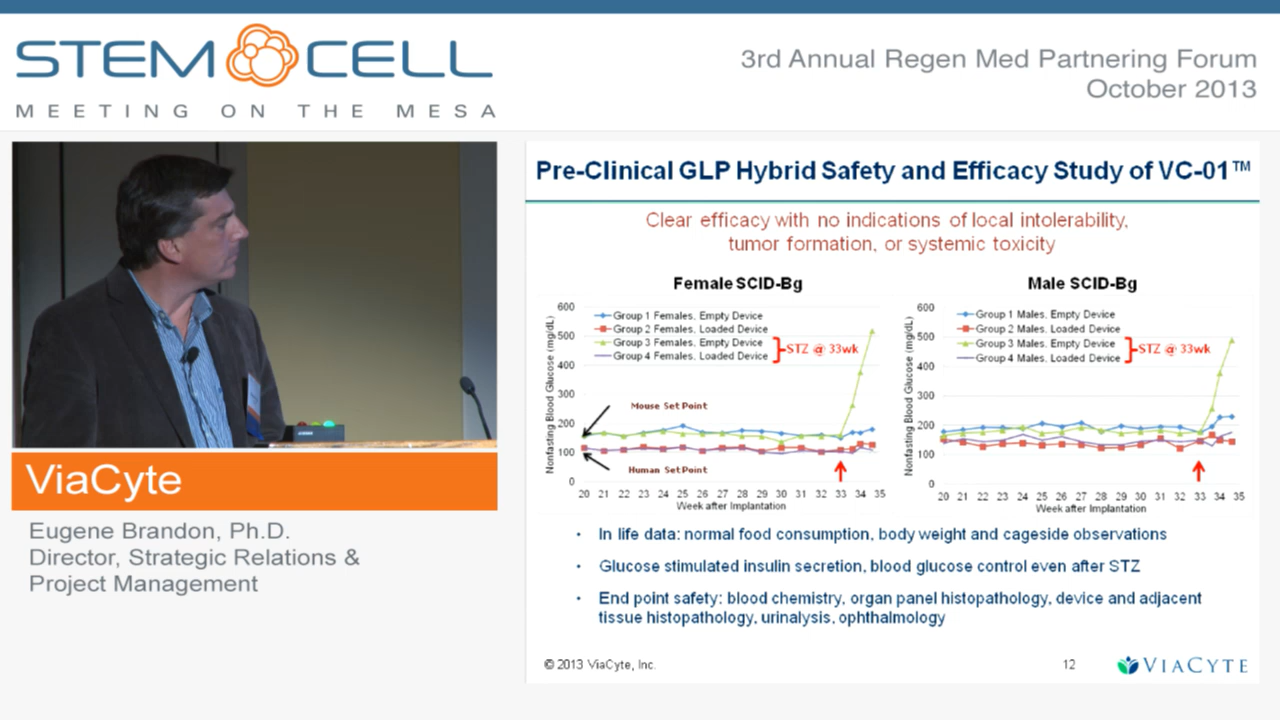 STEM CELL
MEETING ON THE MESA
3rd Annual Regen Med Partnering Forum
October 2013
ViaCyte
Eugene Brandon, Ph.D.
Director, Strategic Relations &
Project Management
Pre-Clinical GLP Hybrid Safety and Efficacy Study of VC-01™
Clear efficacy with no indications of local intolerability,
tumor formation, or systemic toxicity
Female SCID-Bg
Nonfasting Blood Glucose (mg/dL)
600
500
400
300
200
100
0
Group 1 Females, Empty Device
Group 2 Females, Loaded Device
Group 3 Females, Empty Device
Group 4 Females, Loaded Device
STZ @ 33wk
Mouse Set Point
Human Set Point
20 21 22 23 24 25 26 27 28 29 30 31 32 33 34 35
Week after Implantation
Male SCID-Bg
Nonfasting Blood Glucose (mg/dL)
600
500
400
300
200
100
0
Group 1 Males, Empty Device
Group 2 Males, Loaded Device
Group 3 Males, Empty Device
Group 4 Males, Loaded Device
STZ @ 33wk
20 21 22 23 24 25 26 27 28 29 30 31 32 33 34 35
Week after Implantation
• In life data: normal food consumption, body weight and cageside observations
• Glucose stimulated insulin secretion, blood glucose control even after STZ
• End point safety: blood chemistry, organ panel histopathology, device and adjacent
tissue histopathology, urinalysis, ophthalmology
© 2013 ViaCyte, Inc.
12
VIACYTE